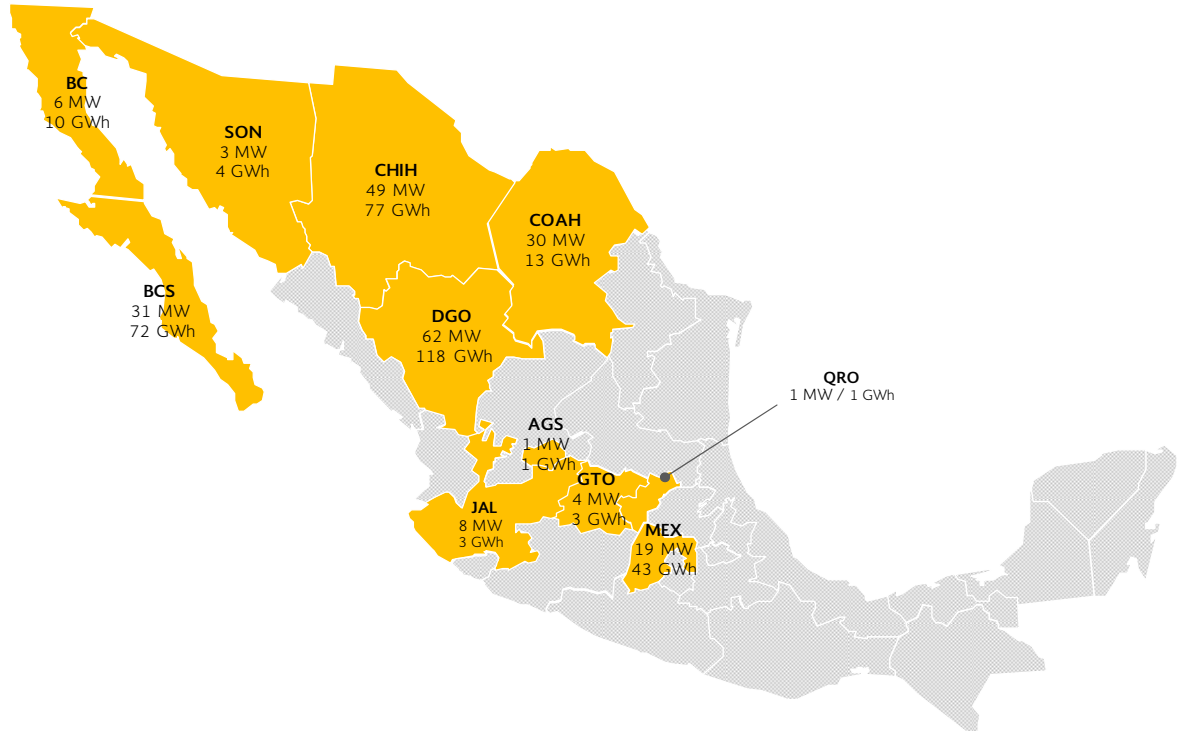 BC
6 MW
10 GWh
SON
3 MW
4 GWh
CHIH
49 MW
77 GWh
COAH
30 MW
13 GWh
BCS
31 MW
72 GWh
DGO
62 MW
118 GWh
QRO
1 MW / 1 GWh
AGS
1 MW
1 GWh
GTO
4 MW
3 GWh
JAL
8 MW
3 GWh
MEX
19 MW
43 GWh